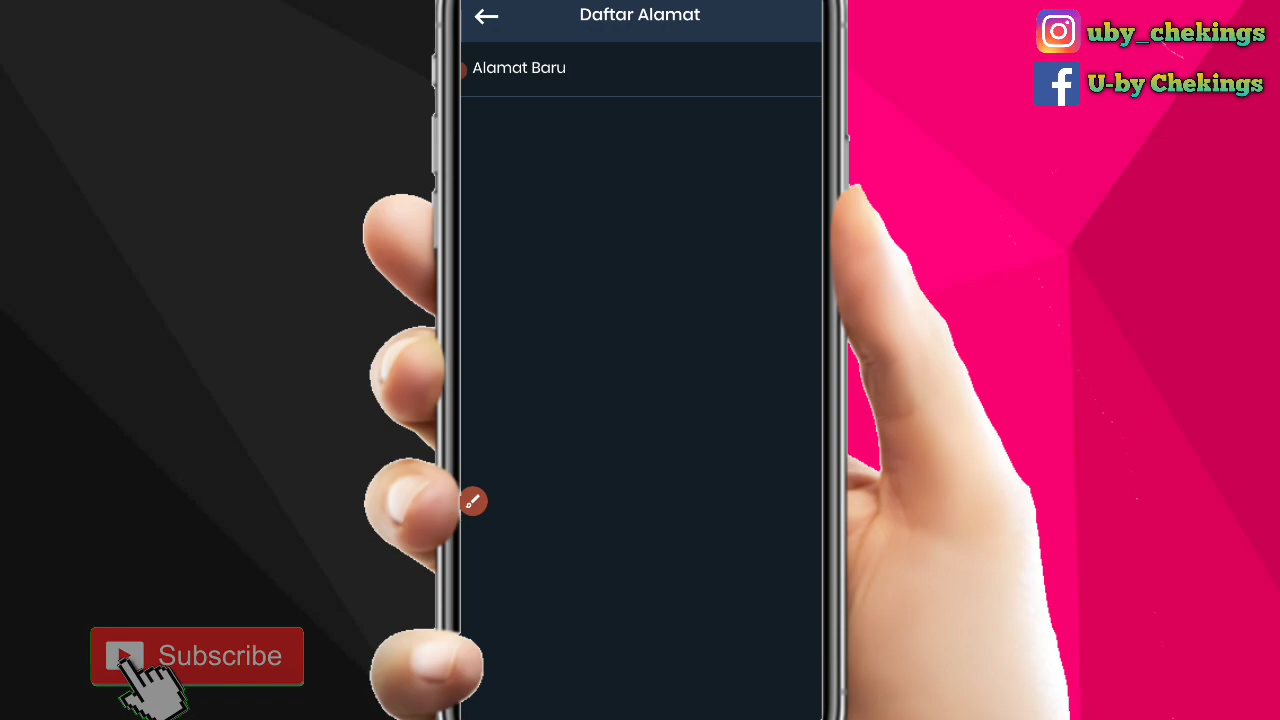 Daftar Alamat
Alamat Baru
uby_chekings
U-by Chekings
Subscribe